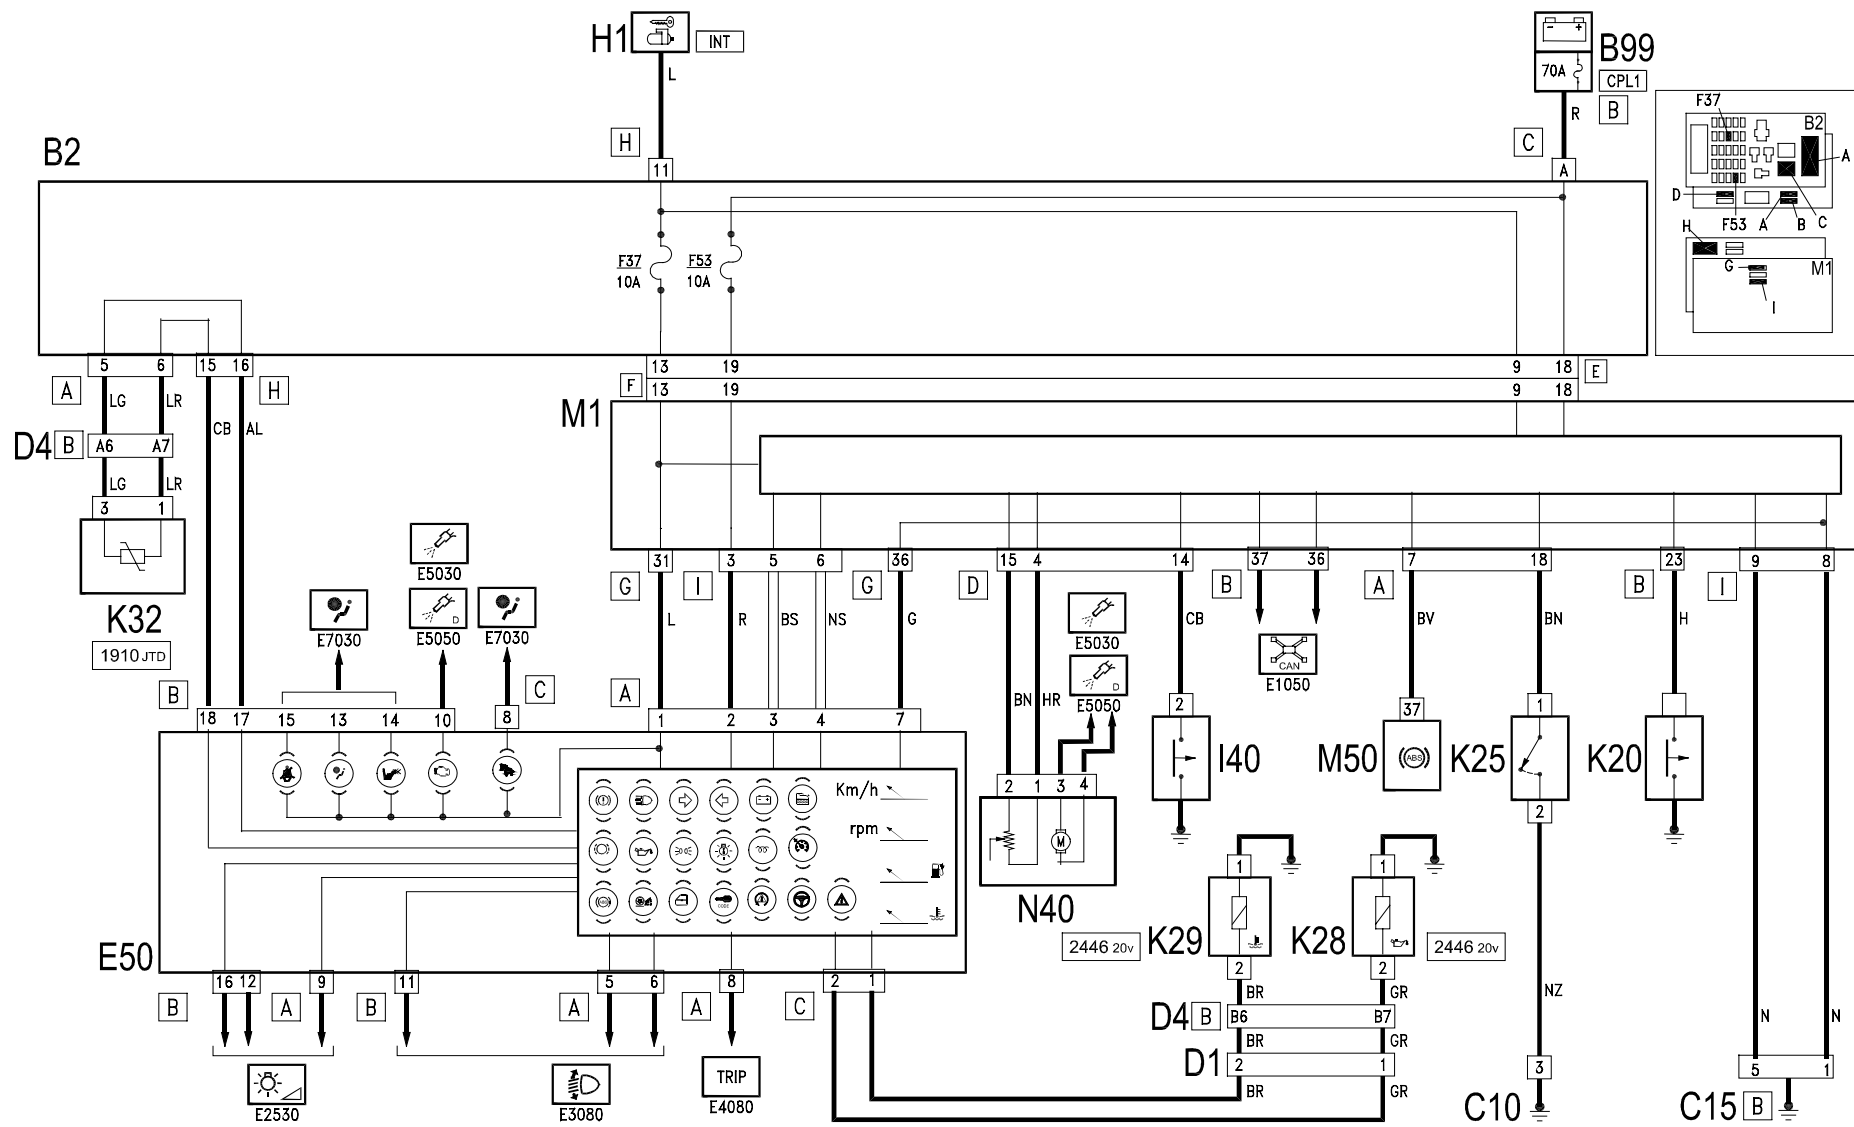 H1 INT
L
B99
70A
CPL1
R B
H C
11 A
B2
F37
B2
A
D
F53 A B C
H
G M1
I
F37 F53
10A 10A
5 6 15 16
A H
13 19 9 18 E
F 13 19 9 18
M1
LG LR CB AL
D4 B A6 A7
LG LR
3 1
K32
1910 JTD
E5030
E7030 E5050 E7030
D
31 3 5 6 36 15 4 14 37 36 7 18 23 9 8
G I G D B A B I
L R BS NS G
BN HR
E5030
D
E5050
CB
CAN
E1050
BV BN H N N
B C A
18 17 15 13 14 10 8 1 2 3 4 7
2 37 1
I40 M50 ABS K25 K20
2
2 1 3 4
M
N40
Km/h
rpm
ABS
CODE
E50
1 1
2446 20v K29 K28 2446 20v
2 2
16 12 9 11 5 6 8 2 1
B A B A A C
BR GR NZ
D4 B B6 B7
BR GR
D1 2 1
BR GR
TRIP
E2530 E3080 E4080
3
C10
5 1
C15 B